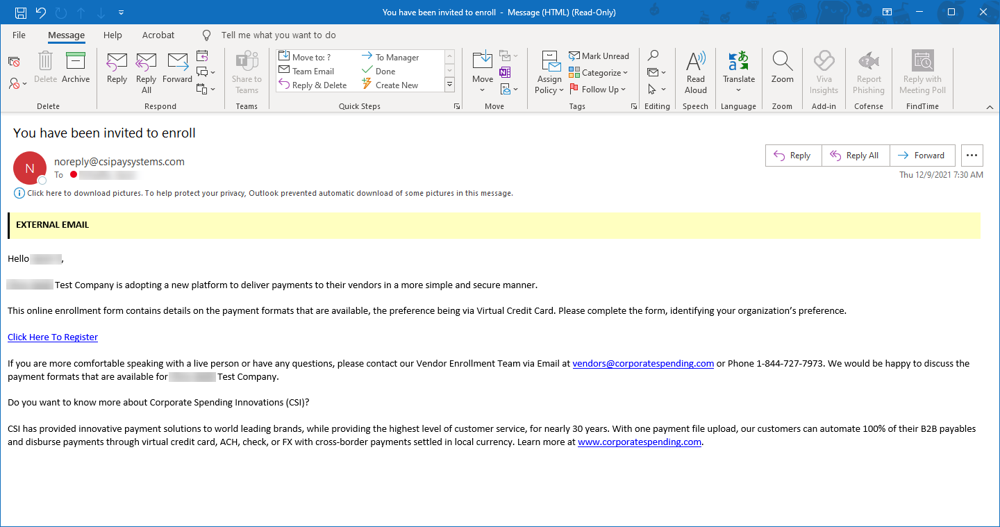 You have been invited to enroll - Message (HTML) (Read-Only)
File Message Help Acrobat Tell me what you want to do
Delete Archive
Delete
Reply Reply All Forward
Respond
Share to Teams
Teams
Move to: ? To Manager
Team Email Done
Reply & Delete Create New
Quick Steps
Move
Move
Assign Policy
Mark Unread
Categorize
Follow Up
Tags
Editing
Read Aloud
Speech
Translate
Language
Zoom
Zoom
Viva Insights
Add-in
Report Phishing
Cofense
Reply with Meeting Poll
FindTime
You have been invited to enroll
N
noreply@csipaysystems.com
To
Reply Reply All Forward
Thu 12/9/2021 7:30 AM
Click here to download pictures. To help protect your privacy, Outlook prevented automatic download of some pictures in this message.
EXTERNAL EMAIL
Hello ,
Test Company is adopting a new platform to deliver payments to their vendors in a more simple and secure manner.
This online enrollment form contains details on the payment formats that are available, the preference being via Virtual Credit Card. Please complete the form, identifying your organization’s preference.
Click Here To Register
If you are more comfortable speaking with a live person or have any questions, please contact our Vendor Enrollment Team via Email at vendors@corporatespending.com or Phone 1-844-727-7973. We would be happy to discuss the
payment formats that are available for Test Company.
Do you want to know more about Corporate Spending Innovations (CSI)?
CSI has provided innovative payment solutions to world leading brands, while providing the highest level of customer service, for nearly 30 years. With one payment file upload, our customers can automate 100% of their B2B payables
and disburse payments through virtual credit card, ACH, check, or FX with cross-border payments settled in local currency. Learn more at www.corporatespending.com.